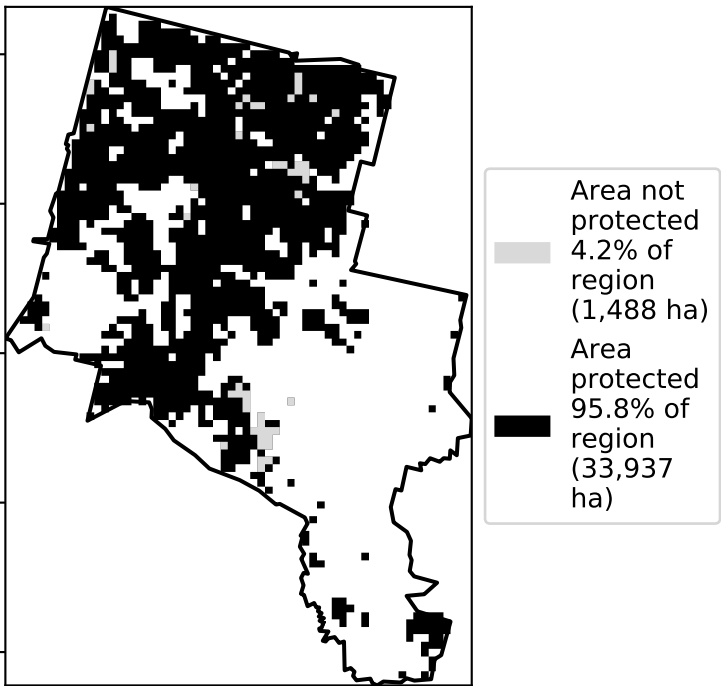 Area not
protected
4.2% of
region
(1,488 ha)
Area
protected
95.8% of
region
(33,937
ha)